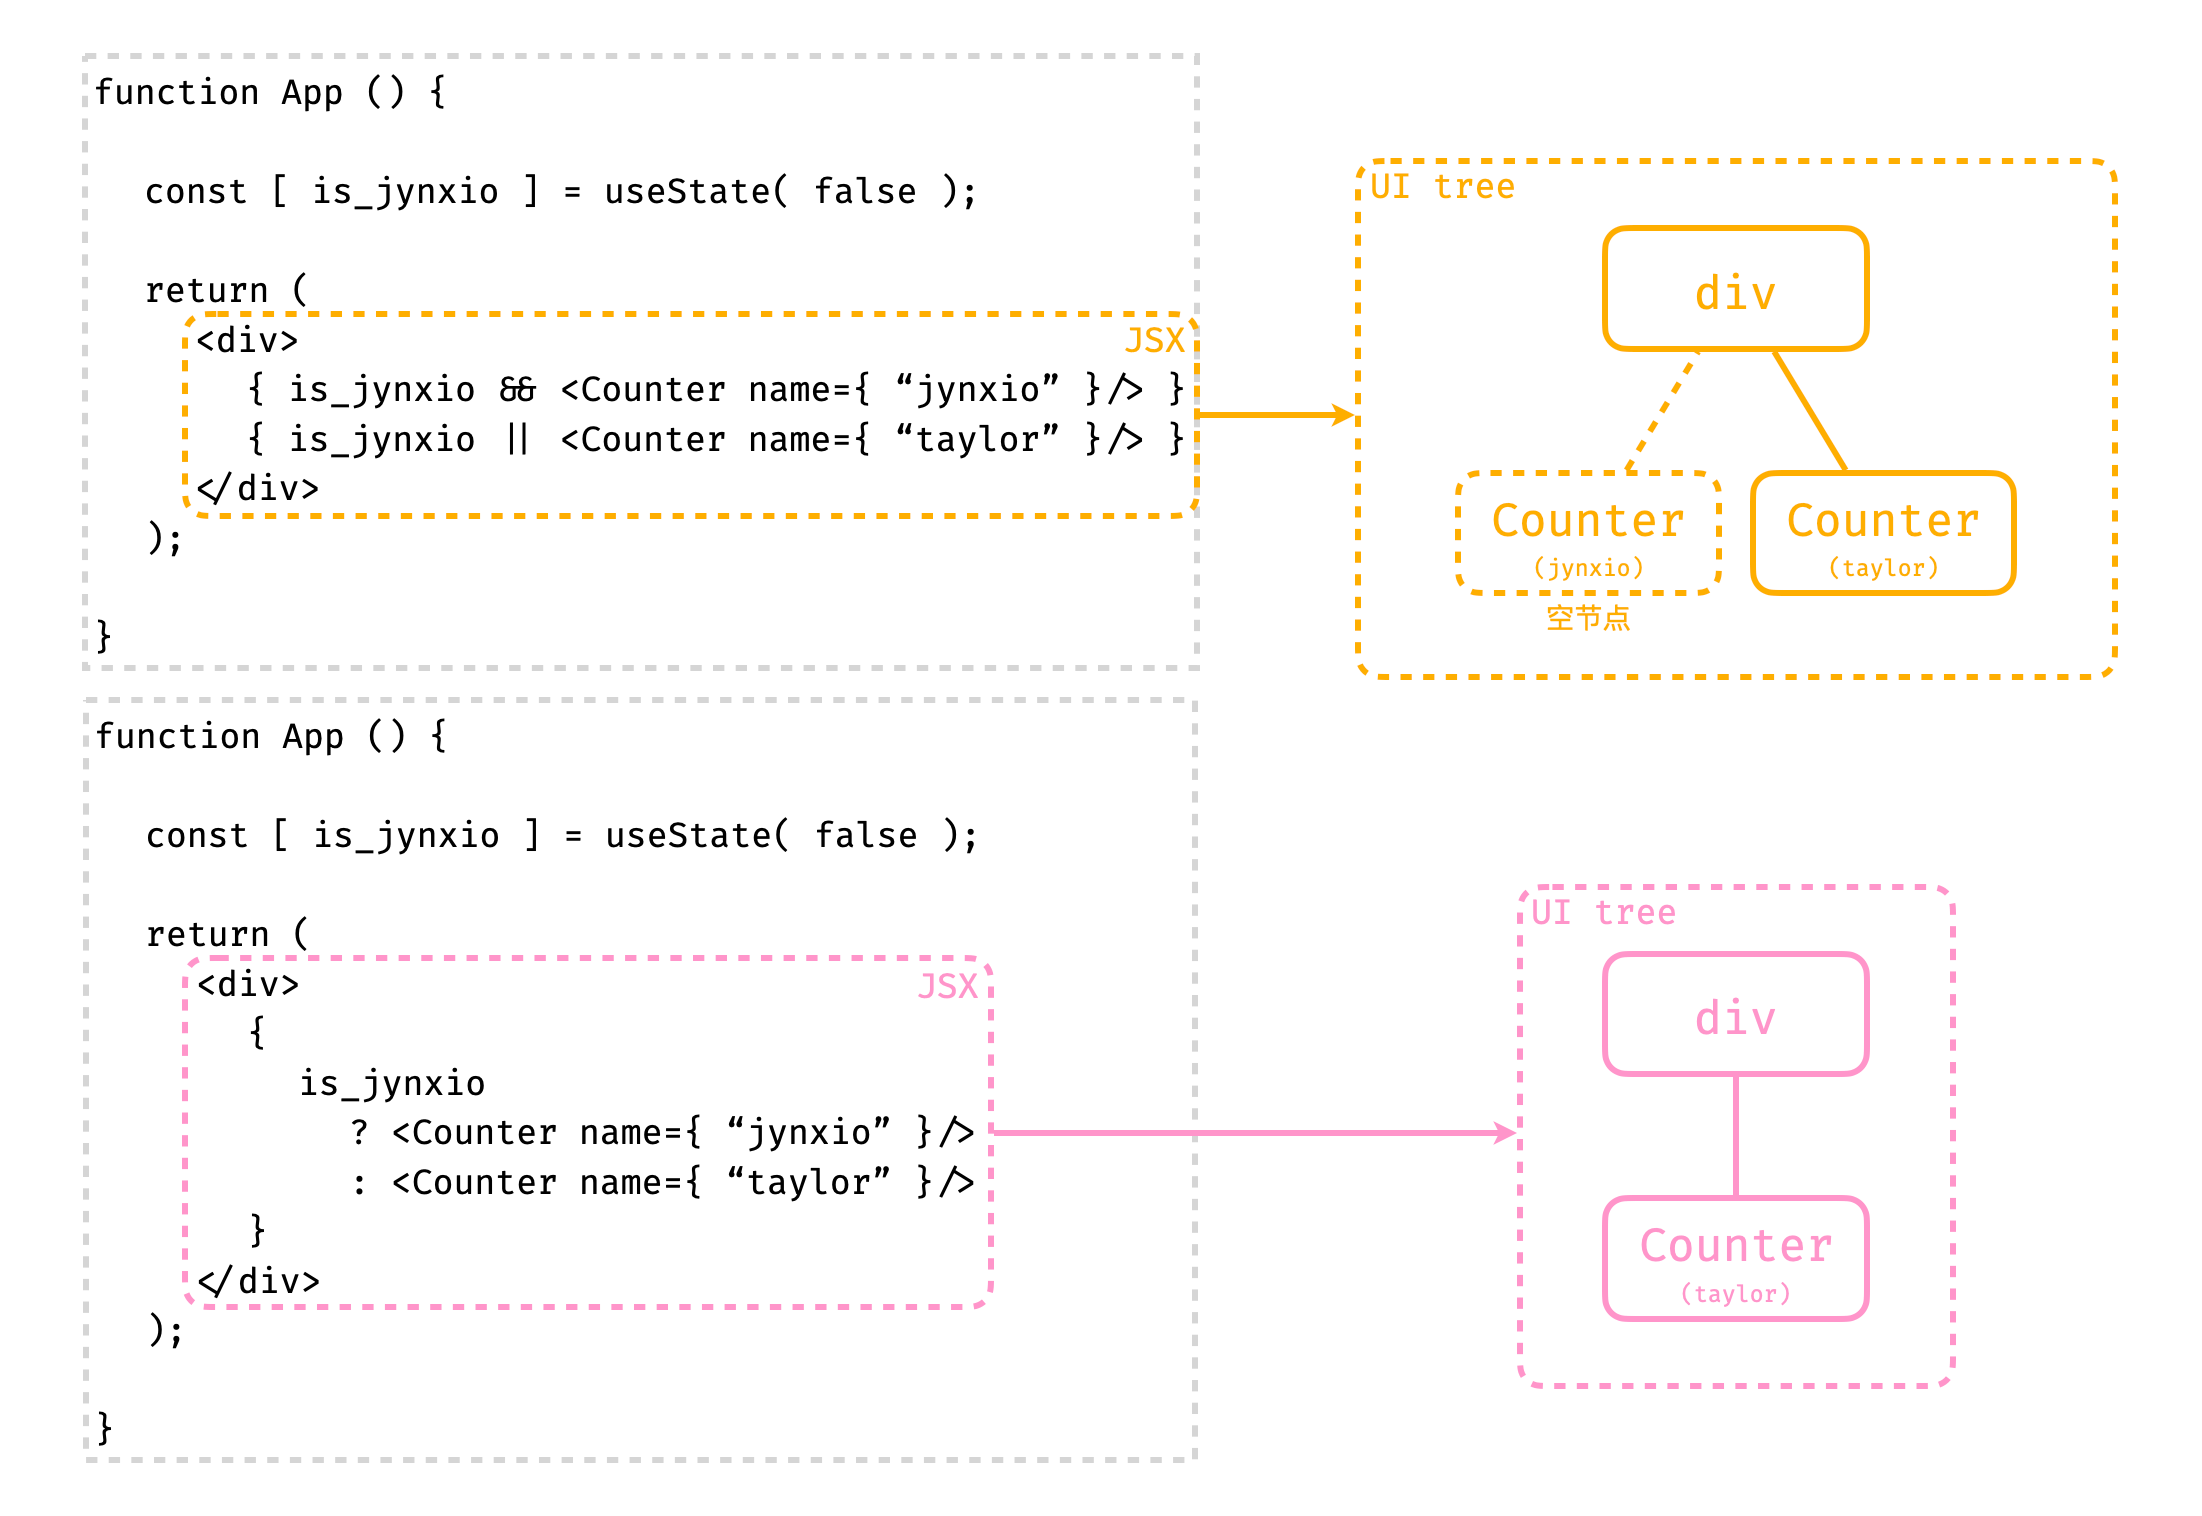 function App () {
const [ is_jynxio ] = useState( false );
return (
<div>
JSX
{ is_jynxio && <Counter name={ “jynxio” }/> }
{ is_jynxio || <Counter name={ “taylor” }/> }
</div>
);
}
UI tree
div
Counter
(jynxio)
空节点
Counter
(taylor)
function App () {
const [ is_jynxio ] = useState( false );
return (
<div>
JSX
{
is_jynxio
? <Counter name={ “jynxio” }/>
: <Counter name={ “taylor” }/>
}
</div>
);
}
UI tree
div
Counter
(taylor)